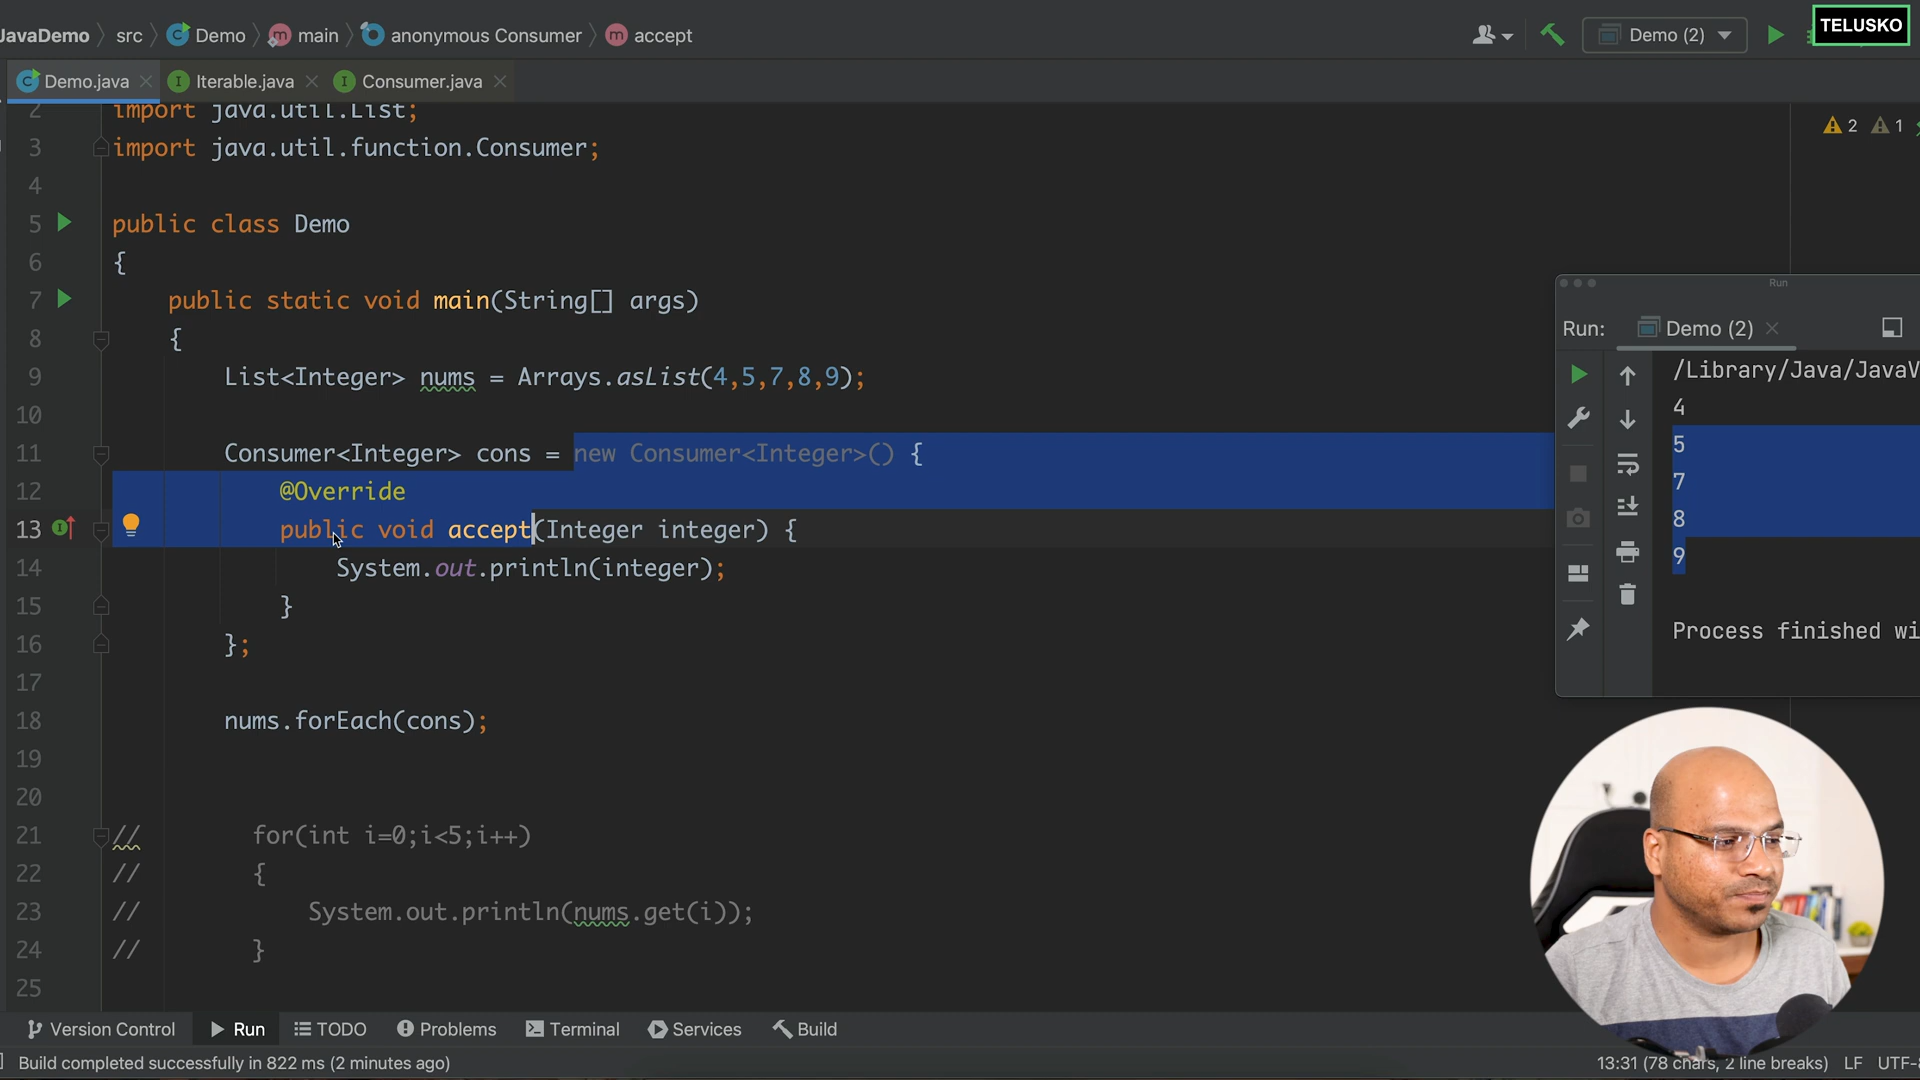 JavaDemo src Demo main anonymous Consumer accept
Demo (2)
TELUSKO
Demo.java Iterable.java Consumer.java
2 import java.util.List;
3 import java.util.function.Consumer;
2 1
4
5 public class Demo
6 {
7 public static void main(String[] args)
8 {
9 List<Integer> nums = Arrays.asList(4,5,7,8,9);
10
11 Consumer<Integer> cons = new Consumer<Integer>() {
12 @Override
13 public void accept(Integer integer) {
14 System.out.println(integer);
15 }
16 };
17
18 nums.forEach(cons);
19
20
21 // for(int i=0;i<5;i++)
22 // {
23 // System.out.println(nums.get(i));
24 // }
25
Run
Run: Demo (2)
/Library/Java/JavaV
4
5
7
8
9
Process finished wi
Version Control Run TODO Problems Terminal Services Build
Build completed successfully in 822 ms (2 minutes ago)
13:31 (78 chars, 2 line breaks) LF UTF-